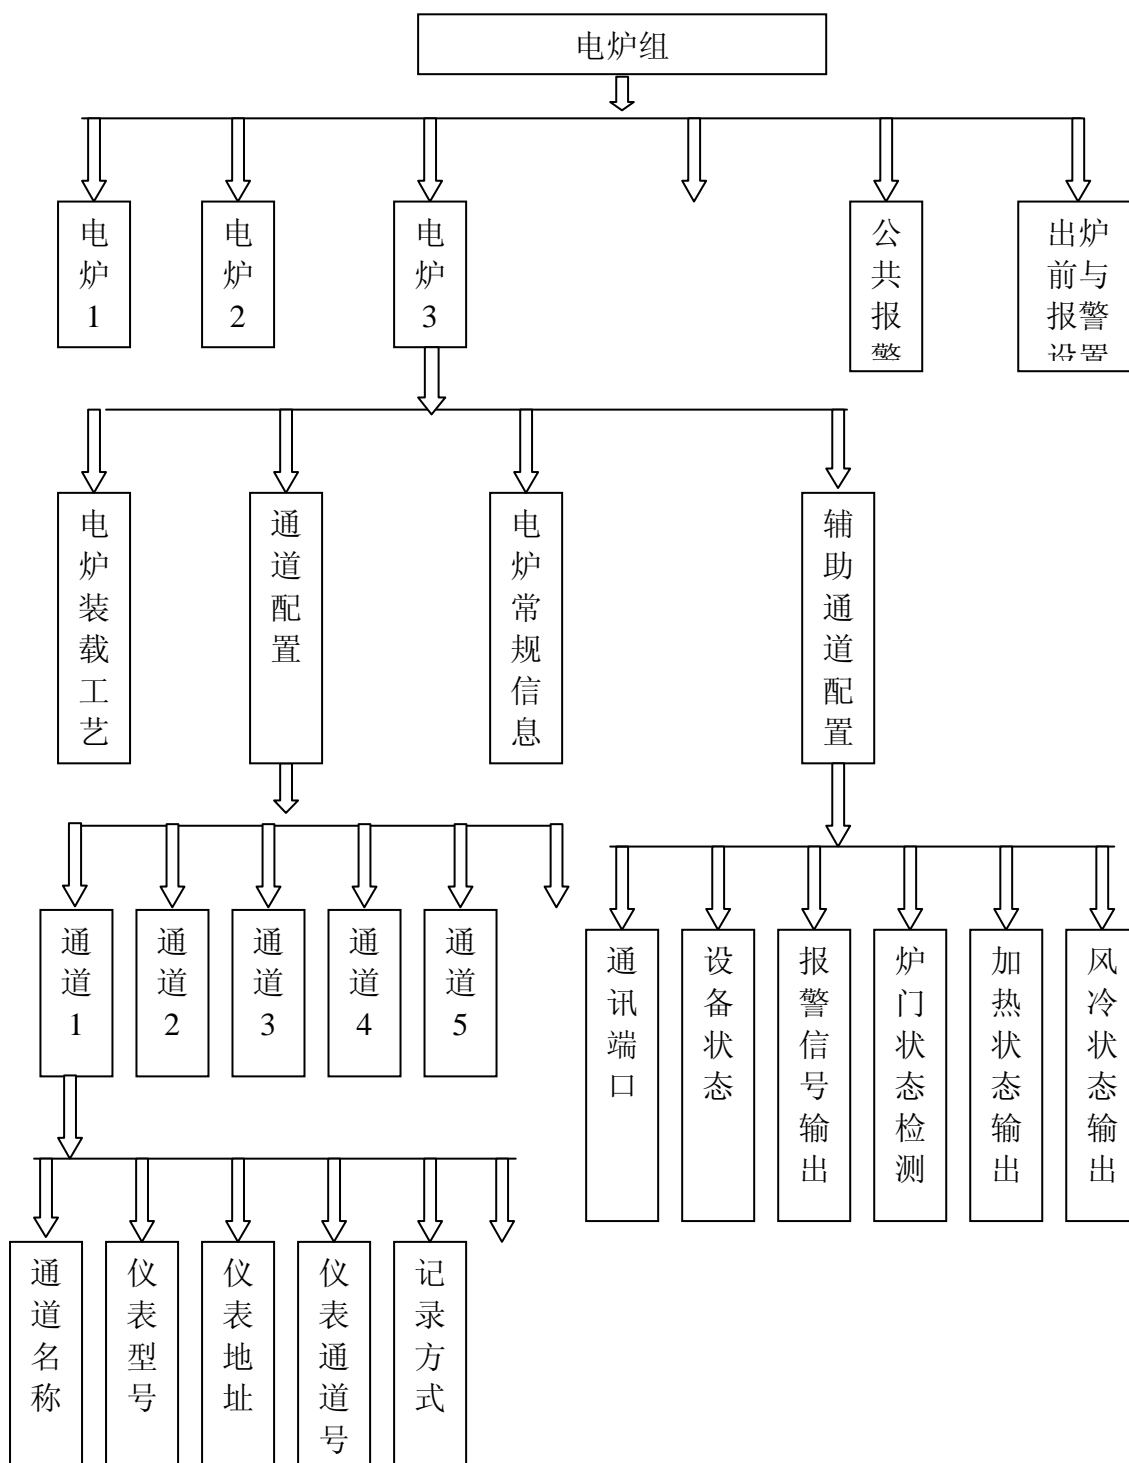 电炉组
电炉1
电炉2
电炉3
公共报警
出炉前与报警设置
电炉装载工艺
通道配置
电炉常规信息
辅助通道配置
通道1
通道2
通道3
通道4
通道5
通讯端口
设备状态
报警信号输出
炉门状态检测
加热状态输出
风冷状态输出
通道名称
仪表型号
仪表地址
仪表通道号
记录方式